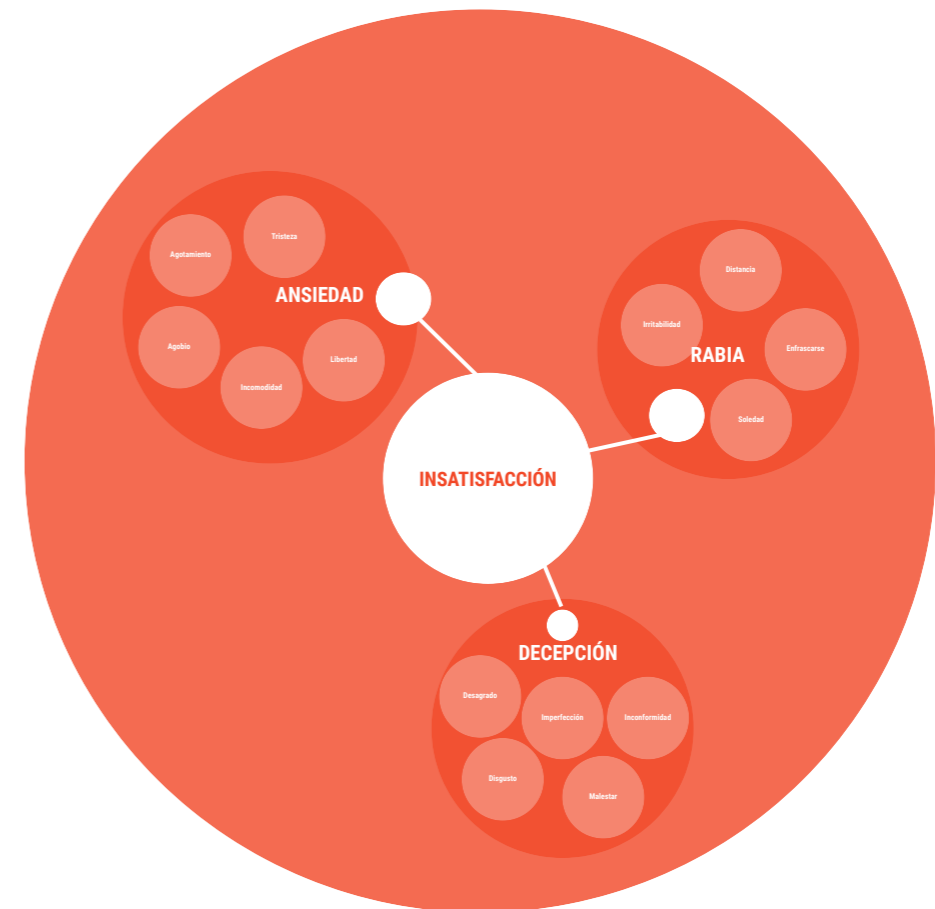 Tristeza
Agotamiento
ANSIEDAD
Agobio
Libertad
Incomodidad
Distancia
Irritabilidad
RABIA
Enfrascarse
Soledad
INSATISFACCIÓN
DECEPCIÓN
Desagrado
Imperfección
Inconformidad
Disgusto
Malestar